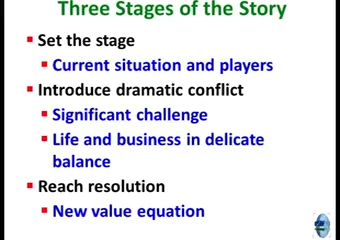 Three Stages of the Story
Set the stage
Current situation and players
Introduce dramatic conflict
Significant challenge
Life and business in delicate
balance
Reach resolution
New value equation